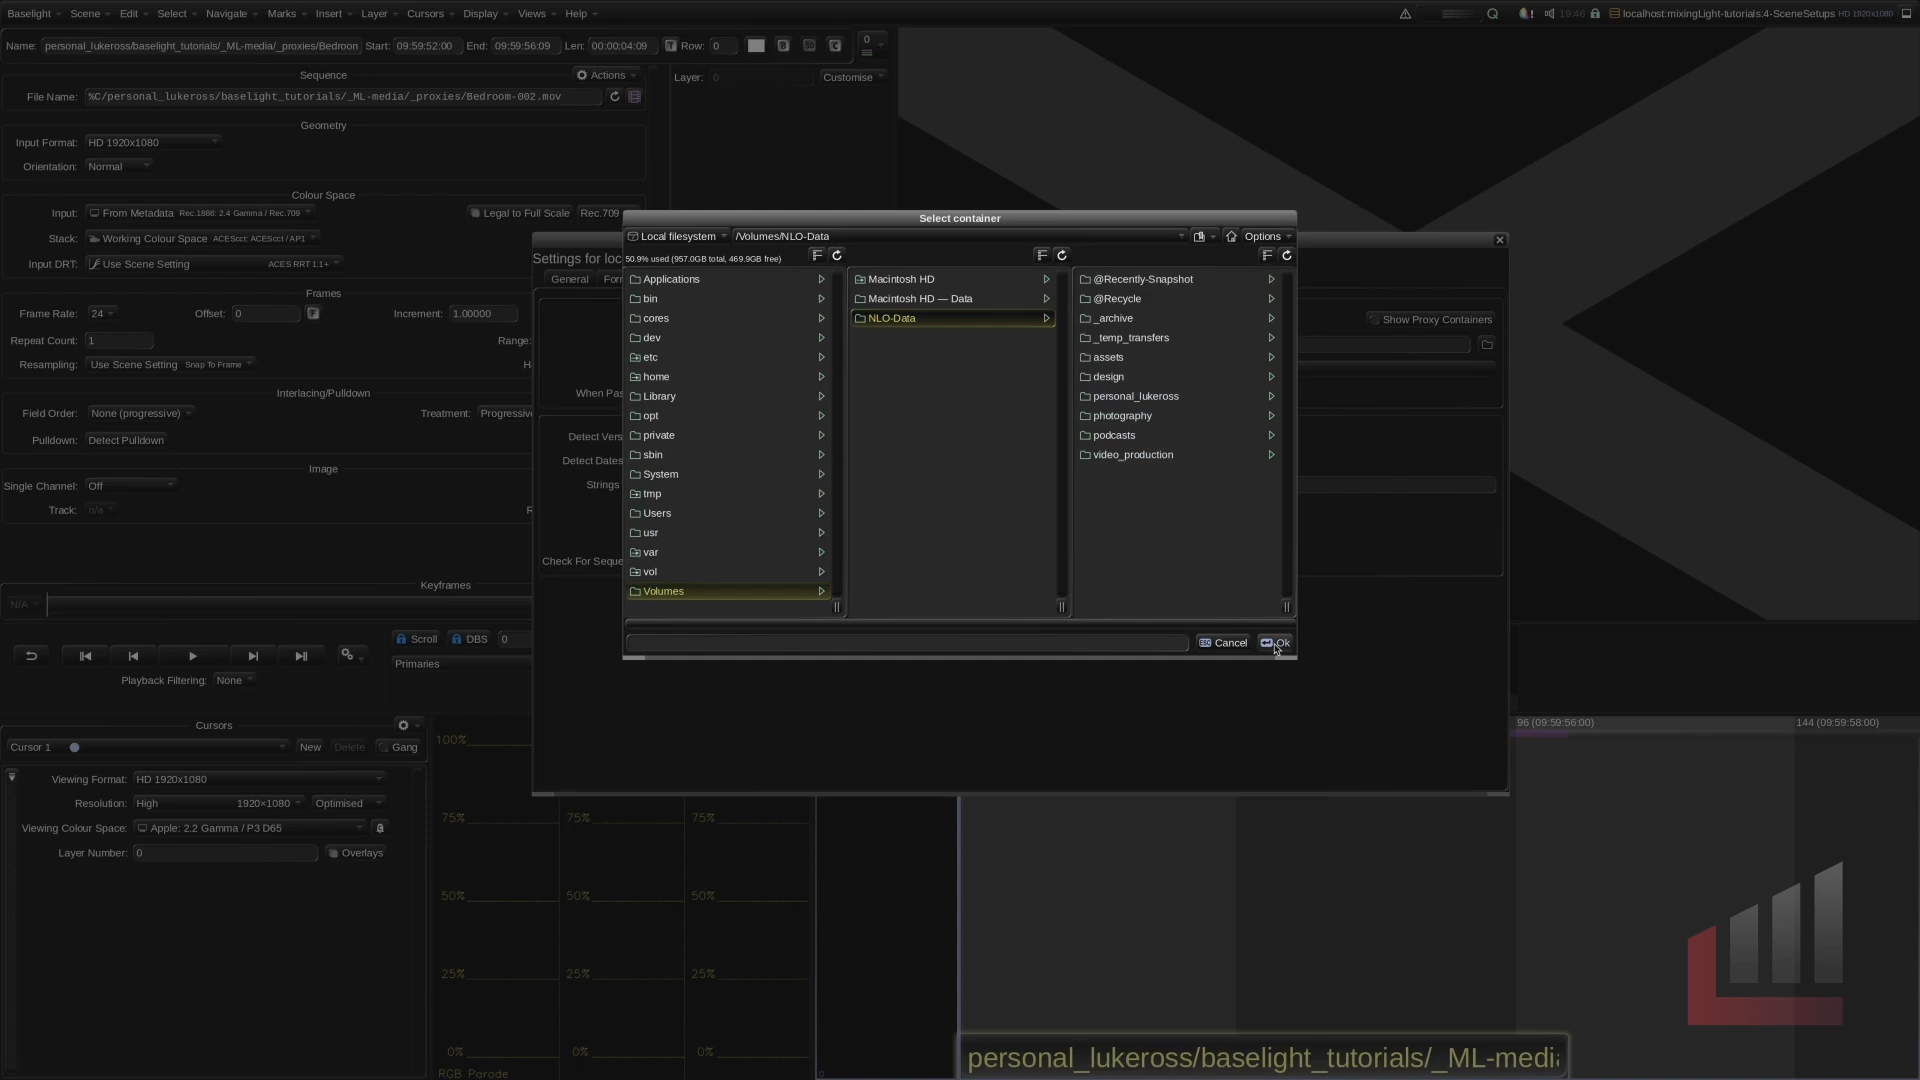 Baselight Scene Edit Select Navigate Marks Insert Layer Cursors Display Views Help
19:46 localhost:mixingLight-tutorials:4-SceneSetups HD 1920x1080
Name: personal_lukeross/baselight_tutorials/_ML-media/_proxies/Bedroon Start: 09:59:52:00 End: 09:59:56:09 Len: 00:00:04:09 Row: 0
0
Sequence
Actions
Layer: 0 Customise
File Name: %C/personal_lukeross/baselight_tutorials/_ML-media/_proxies/Bedroom-002.mov
Geometry
Input Format: HD 1920x1080
Orientation: Normal
Colour Space
Input: From Metadata Rec.1886: 2.4 Gamma / Rec.709 Legal to Full Scale Rec.709
Stack: Working Colour Space ACEScct: ACEScct / AP1
Input DRT: Use Scene Setting ACES RRT 1.1+
Frames
Frame Rate: 24 Offset: 0 Increment: 1.00000
Repeat Count: 1 Range:
Resampling: Use Scene Setting Snap To Frame H
Interlacing/Pulldown
Field Order: None (progressive) Treatment: Progressiv
Pulldown: Detect Pulldown
Image
Single Channel: Off
Track: n/a R
Keyframes
N/A
Scroll DBS 0
Primaries
Playback Filtering: None
Cursors
Cursor 1 New Delete Gang
Viewing Format: HD 1920x1080
Resolution: High 1920×1080 Optimised
Viewing Colour Space: Apple: 2.2 Gamma / P3 D65
Layer Number: 0 Overlays
100%
75% 75% 75%
50% 50% 50%
25% 25% 25%
0% 0% 0%
RGB Parade
0
Settings for loc
General Forn
Show Proxy Containers
When Pas
Detect Vers
Detect Dates
Strings
Check For Seque
Select container
Local filesystem /Volumes/NLO-Data Options
50.9% used (957.0GB total, 469.9GB free)
Applications
bin
cores
dev
etc
home
Library
opt
private
sbin
System
tmp
Users
usr
var
vol
Volumes
Macintosh HD
Macintosh HD — Data
NLO-Data
@Recently-Snapshot
@Recycle
_archive
_temp_transfers
assets
design
personal_lukeross
photography
podcasts
video_production
Cancel Ok
96 (09:59:56:00) 144 (09:59:58:00)
personal_lukeross/baselight_tutorials/_ML-media